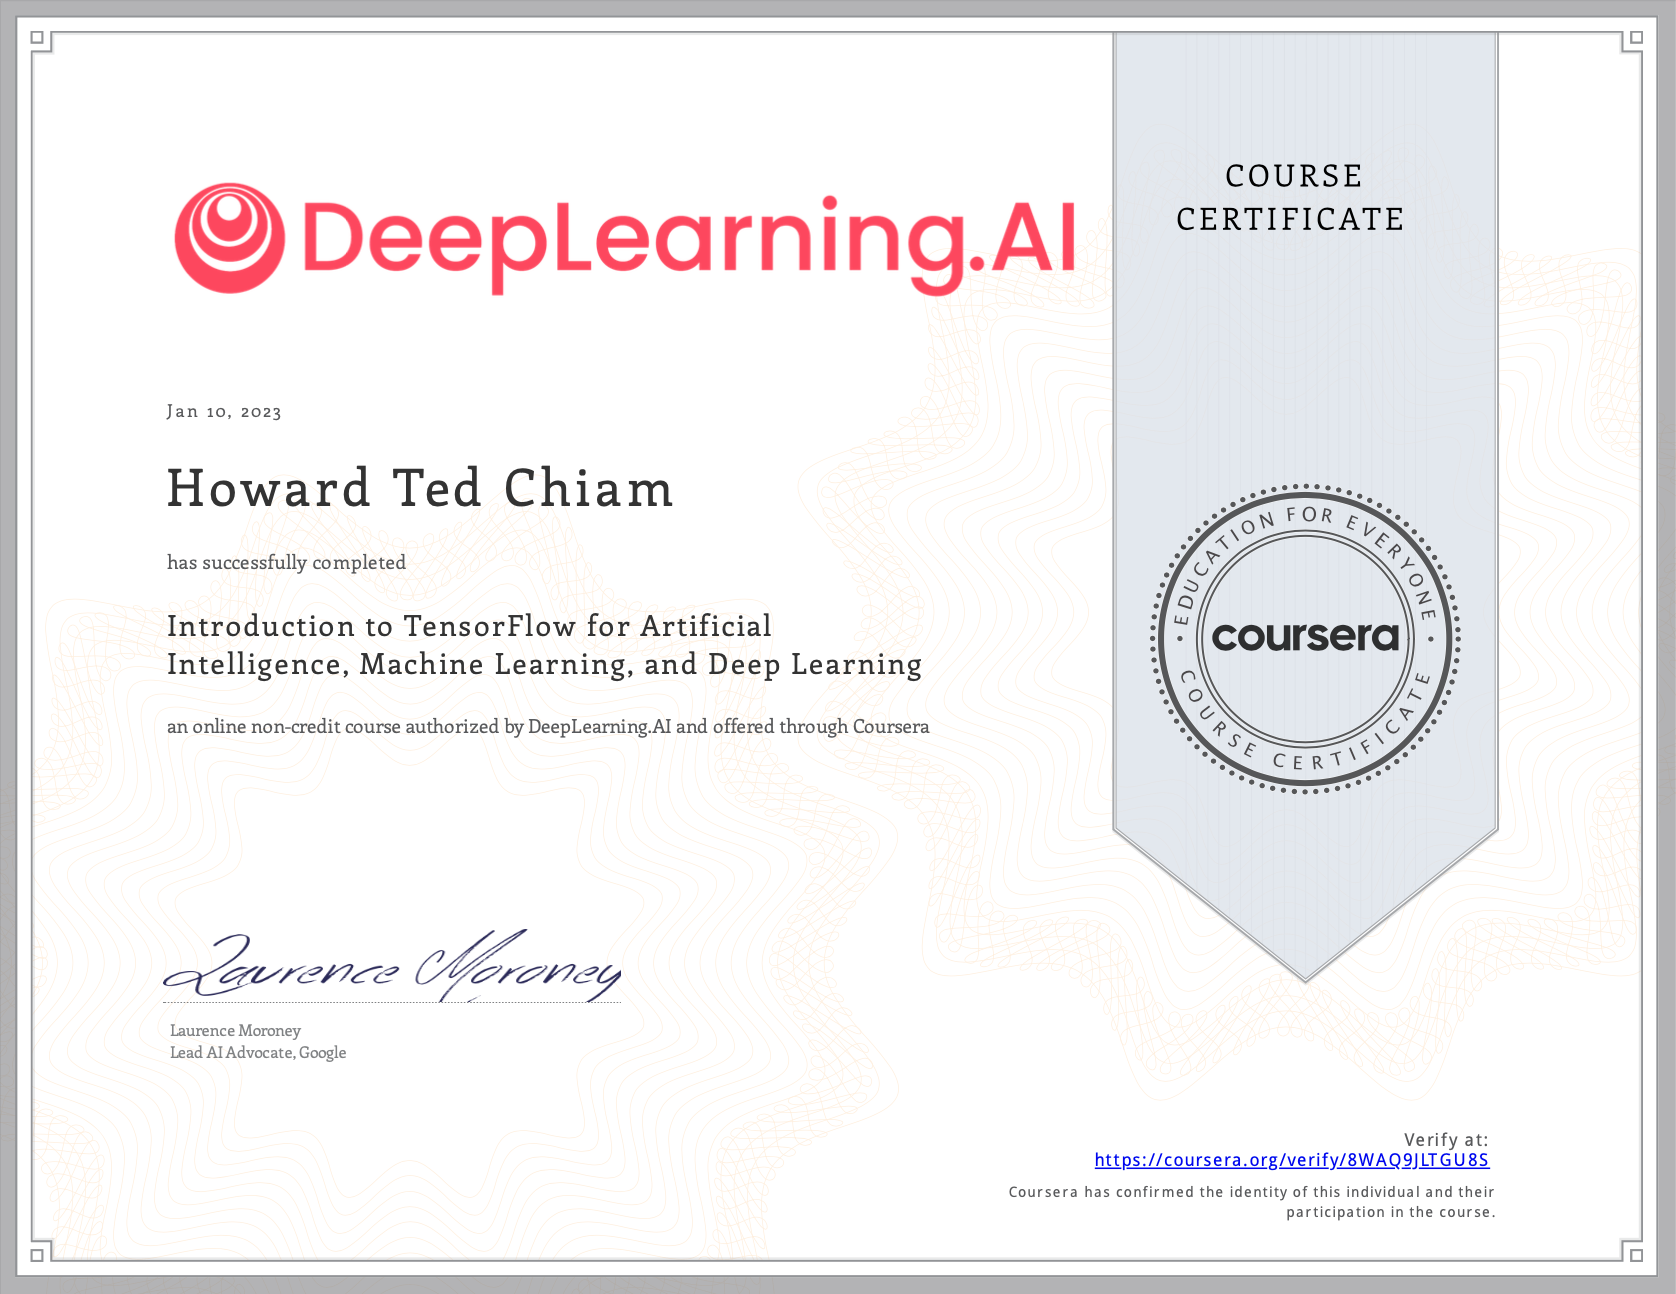 DeepLearning.AI
COURSE
CERTIFICATE
Jan 10, 2023
Howard Ted Chiam
has successfully completed
Introduction to TensorFlow for Artificial
Intelligence, Machine Learning, and Deep Learning
an online non-credit course authorized by DeepLearning.AI and offered through Coursera
EDUCATION FOR EVERYONE
coursera
COURSE CERTIFICATE
Laurence Moroney
Laurence Moroney
Lead AI Advocate, Google
Verify at:
https://coursera.org/verify/8WAQ9JLTGU8S
Coursera has confirmed the identity of this individual and their
participation in the course.